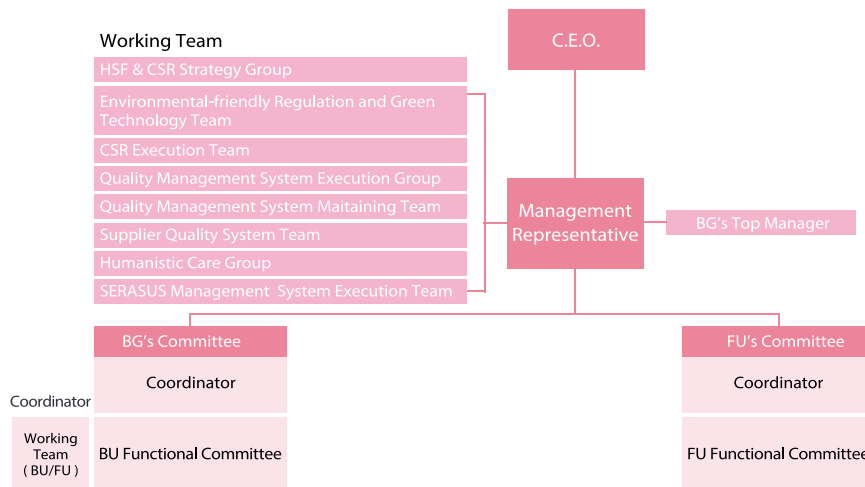 Working Team
C.E.O.
HSF & CSR Strategy Group
Environmental-friendly Regulation and Green
Technology Team
CSR Execution Team
Quality Management System Execution Group
Quality Management System Maitaining Team
Supplier Quality System Team
Humanistic Care Group
SERASUS Management System Execution Team
Management
Representative
BG's Top Manager
BG's Committee
FU's Committee
Coordinator
Coordinator
Coordinator
Working
Team
( BU/FU )
BU Functional Committee
FU Functional Committee